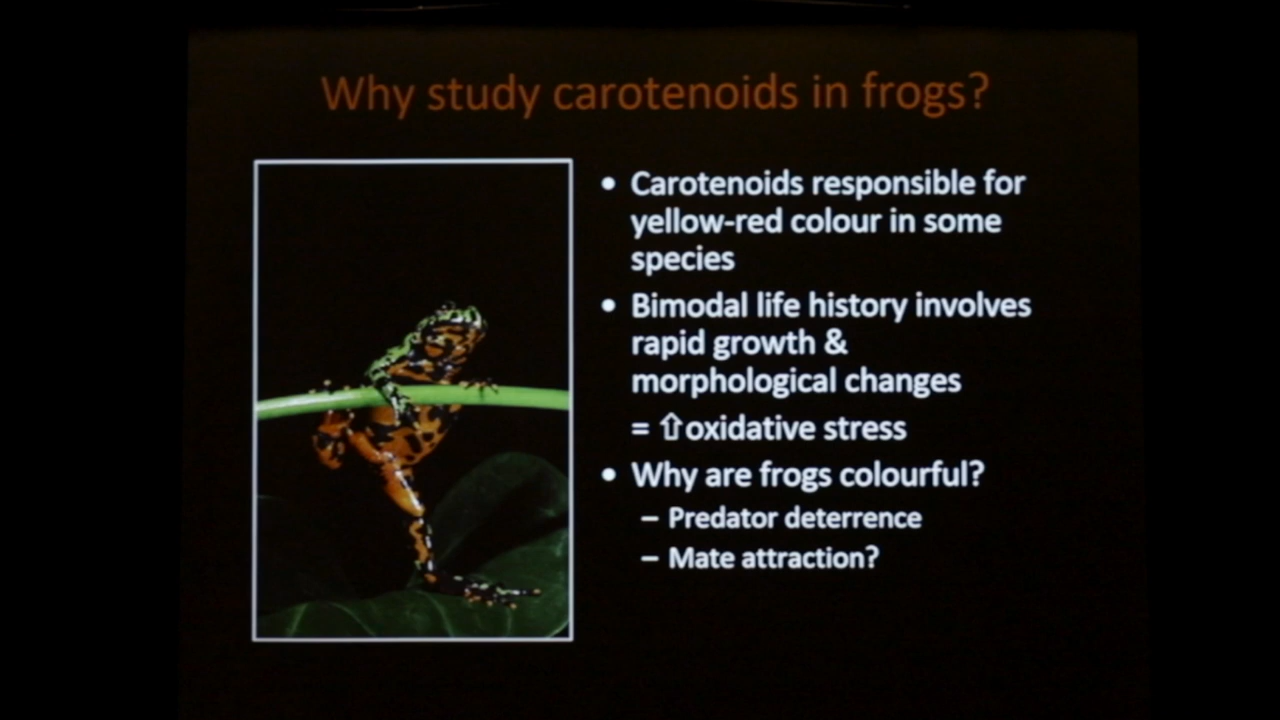 Why study carotenoids in frogs?
• Carotenoids responsible for
yellow-red colour in some
species
• Bimodal life history involves
rapid growth &
morphological changes
= ⇧oxidative stress
• Why are frogs colourful?
– Predator deterrence
– Mate attraction?